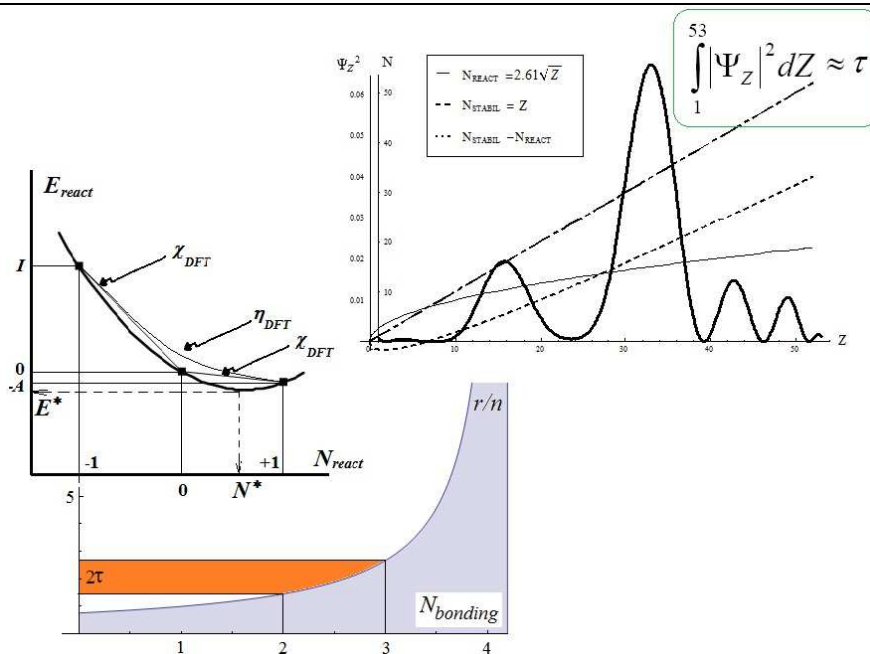 53
∫|Ψ_Z|² dZ ≈ τ
1
Ψ_Z² N
N_REACT =2.61√Z
N_STABIL = Z
N_STABIL −N_REACT
0.06 50
0.05 40
0.04
30
0.03
20
0.02
0.01 10
0 10 20 30 40 50 Z
E_react
I
χ_DFT
η_DFT
χ_DFT
0
-A
E*
-1 0 +1 N_react
N*
r/n
5
2τ
N_bonding
1 2 3 4